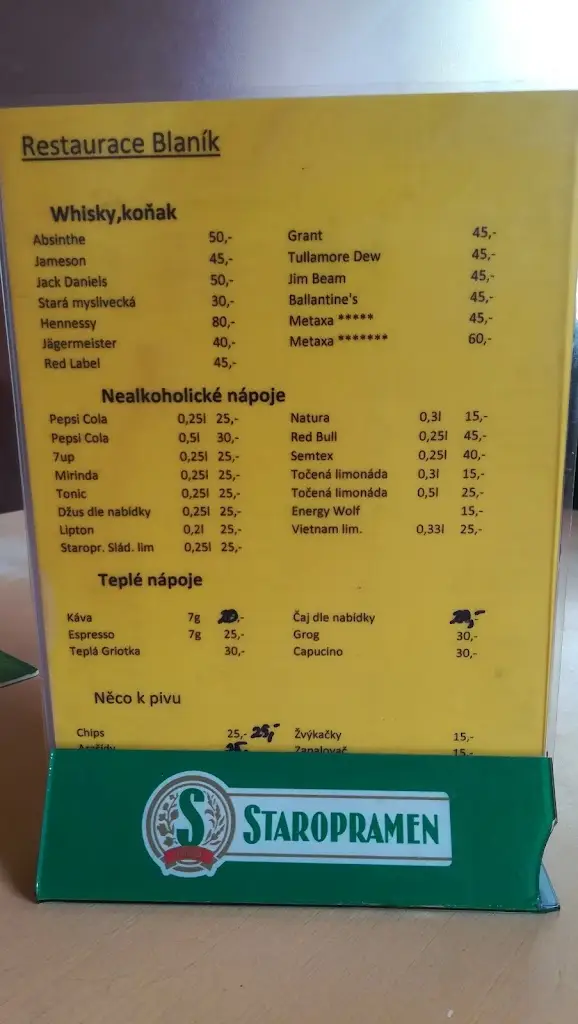 Restaurace Blaník
Whisky,koňak
Absinthe 50,- Grant 45,-
Jameson 45,- Tullamore Dew 45,-
Jack Daniels 50,- Jim Beam 45,-
Stará myslivecká 30,- Ballantine's 45,-
Hennessy 80,- Metaxa ***** 45,-
Jägermeister 40,- Metaxa ******* 60,-
Red Label 45,-
Nealkoholické nápoje
Pepsi Cola 0,25l 25,- Natura 0,3l 15,-
Pepsi Cola 0,5l 30,- Red Bull 0,25l 45,-
7up 0,25l 25,- Semtex 0,25l 40,-
Mirinda 0,25l 25,- Točená limonáda 0,3l 15,-
Tonic 0,25l 25,- Točená limonáda 0,5l 25,-
Džus dle nabídky 0,25l 25,- Energy Wolf 15,-
Lipton 0,2l 25,- Vietnam lim. 0,33l 25,-
Staropr. Slád. lim 0,25l 25,-
Teplé nápoje
Káva 7g Čaj dle nabídky
Espresso 7g 25,- Grog 30,-
Teplá Griotka 30,- Capucino 30,-
Něco k pivu
Chips 25,- 25,- Žvýkačky 15,-
Arašídy Zapalovač 15,-
S STAROPRAMEN